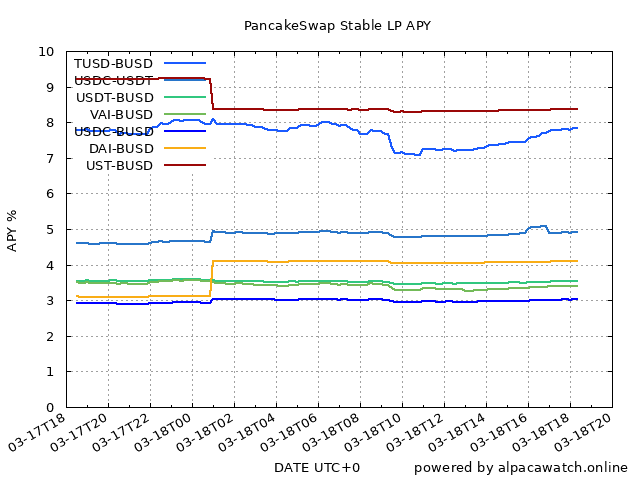 PancakeSwap Stable LP APY
10
9
8
7
6
5
4
3
2
1
0
APY %
TUSD-BUSD
USDC-USDT
USDT-BUSD
VAI-BUSD
USDC-BUSD
DAI-BUSD
UST-BUSD
03-17T18
03-17T20
03-17T22
03-18T00
03-18T02
03-18T04
03-18T06
03-18T08
03-18T10
03-18T12
03-18T14
03-18T16
03-18T18
03-18T20
DATE UTC+0
powered by alpacawatch.online